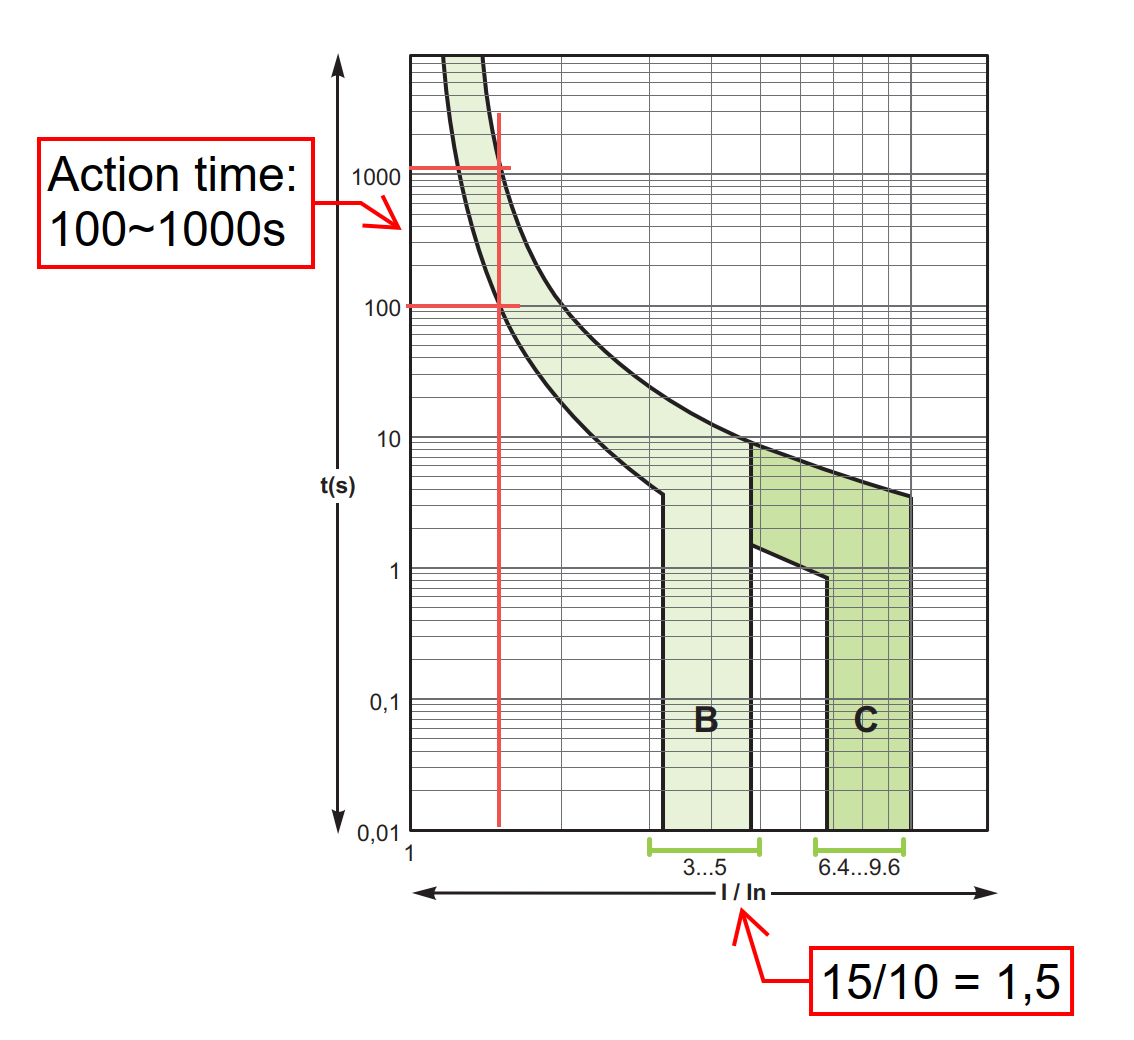 Action time:
100~1000s
1000
100
10
t(s)
1
0,1
B
C
0,01
1
3...5
6.4...9.6
I / In
15/10 = 1,5